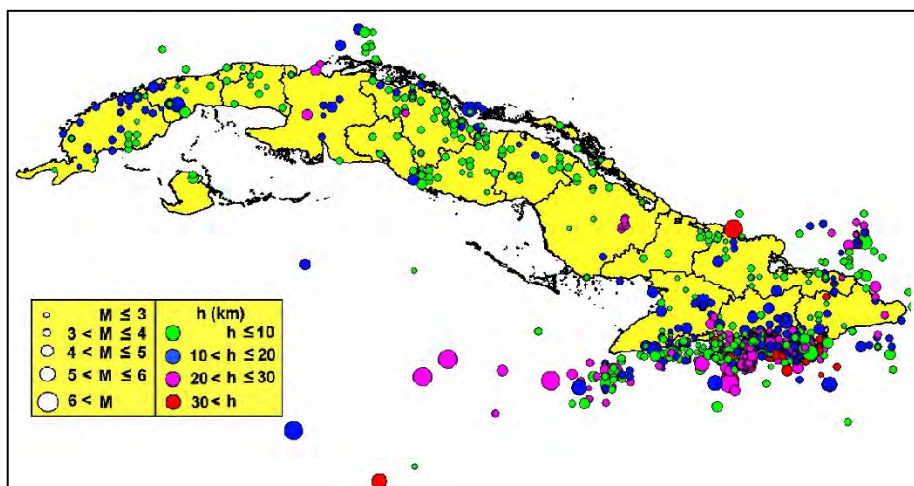 M ≤ 3
3 < M ≤ 4
4 < M ≤ 5
5 < M ≤ 6
6 < M
h (km)
h ≤ 10
10 < h ≤ 20
20 < h ≤ 30
30 < h